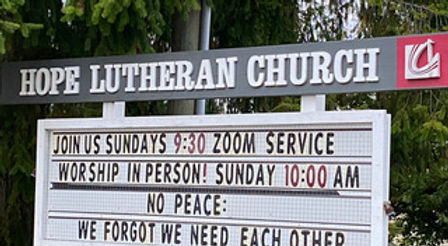 HOPE LUTHERAN CHURCH
JOIN US SUNDAYS 9:30 ZOOM SERVICE
WORSHIP IN PERSON! SUNDAY 10:00 AM
NO PEACE:
WE FORGOT WE NEED EACH OTHER